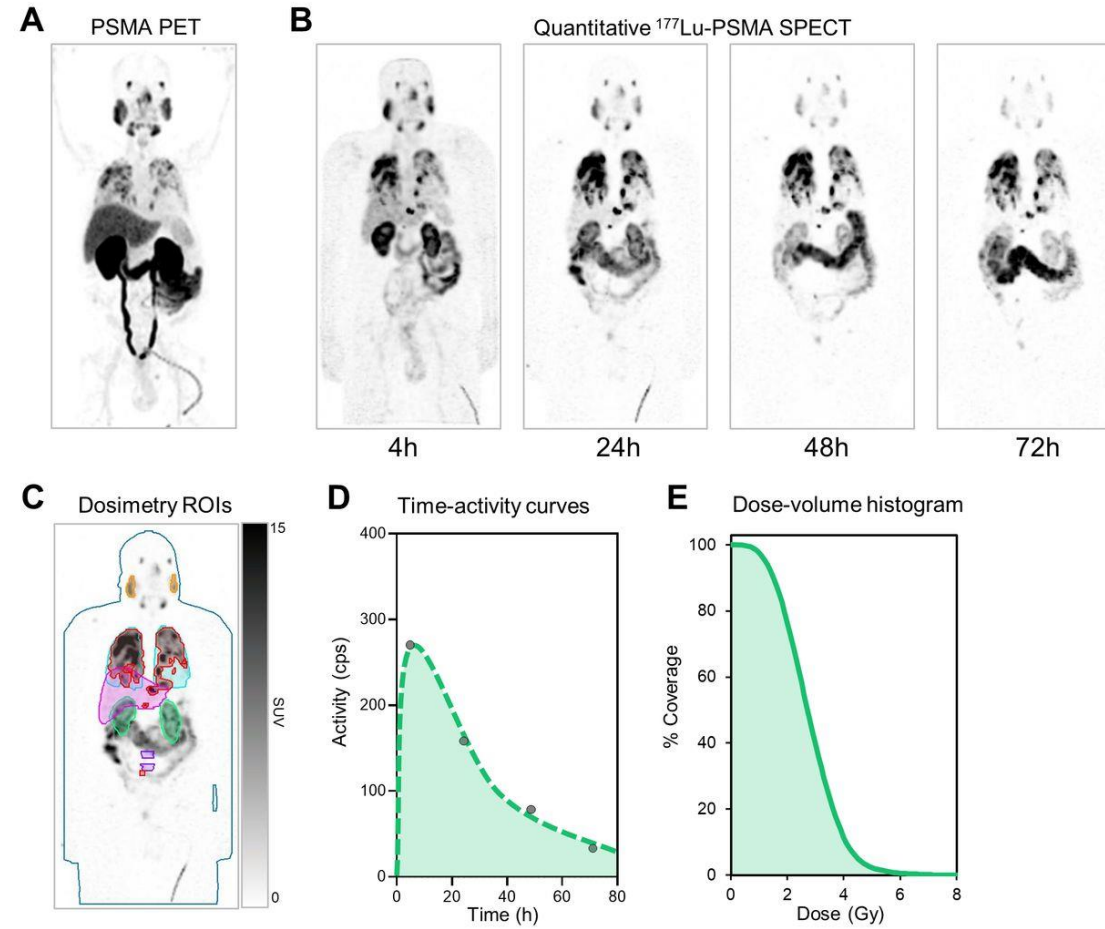 A
PSMA PET
B
Quantitative ¹⁷⁷Lu-PSMA SPECT
4h
24h
48h
72h
C
Dosimetry ROIs
15
SUV
0
D
Time-activity curves
400
300
200
100
0
Activity (cps)
0 20 40 60 80
Time (h)
E
Dose-volume histogram
100
80
60
40
20
0
% Coverage
0 2 4 6 8
Dose (Gy)